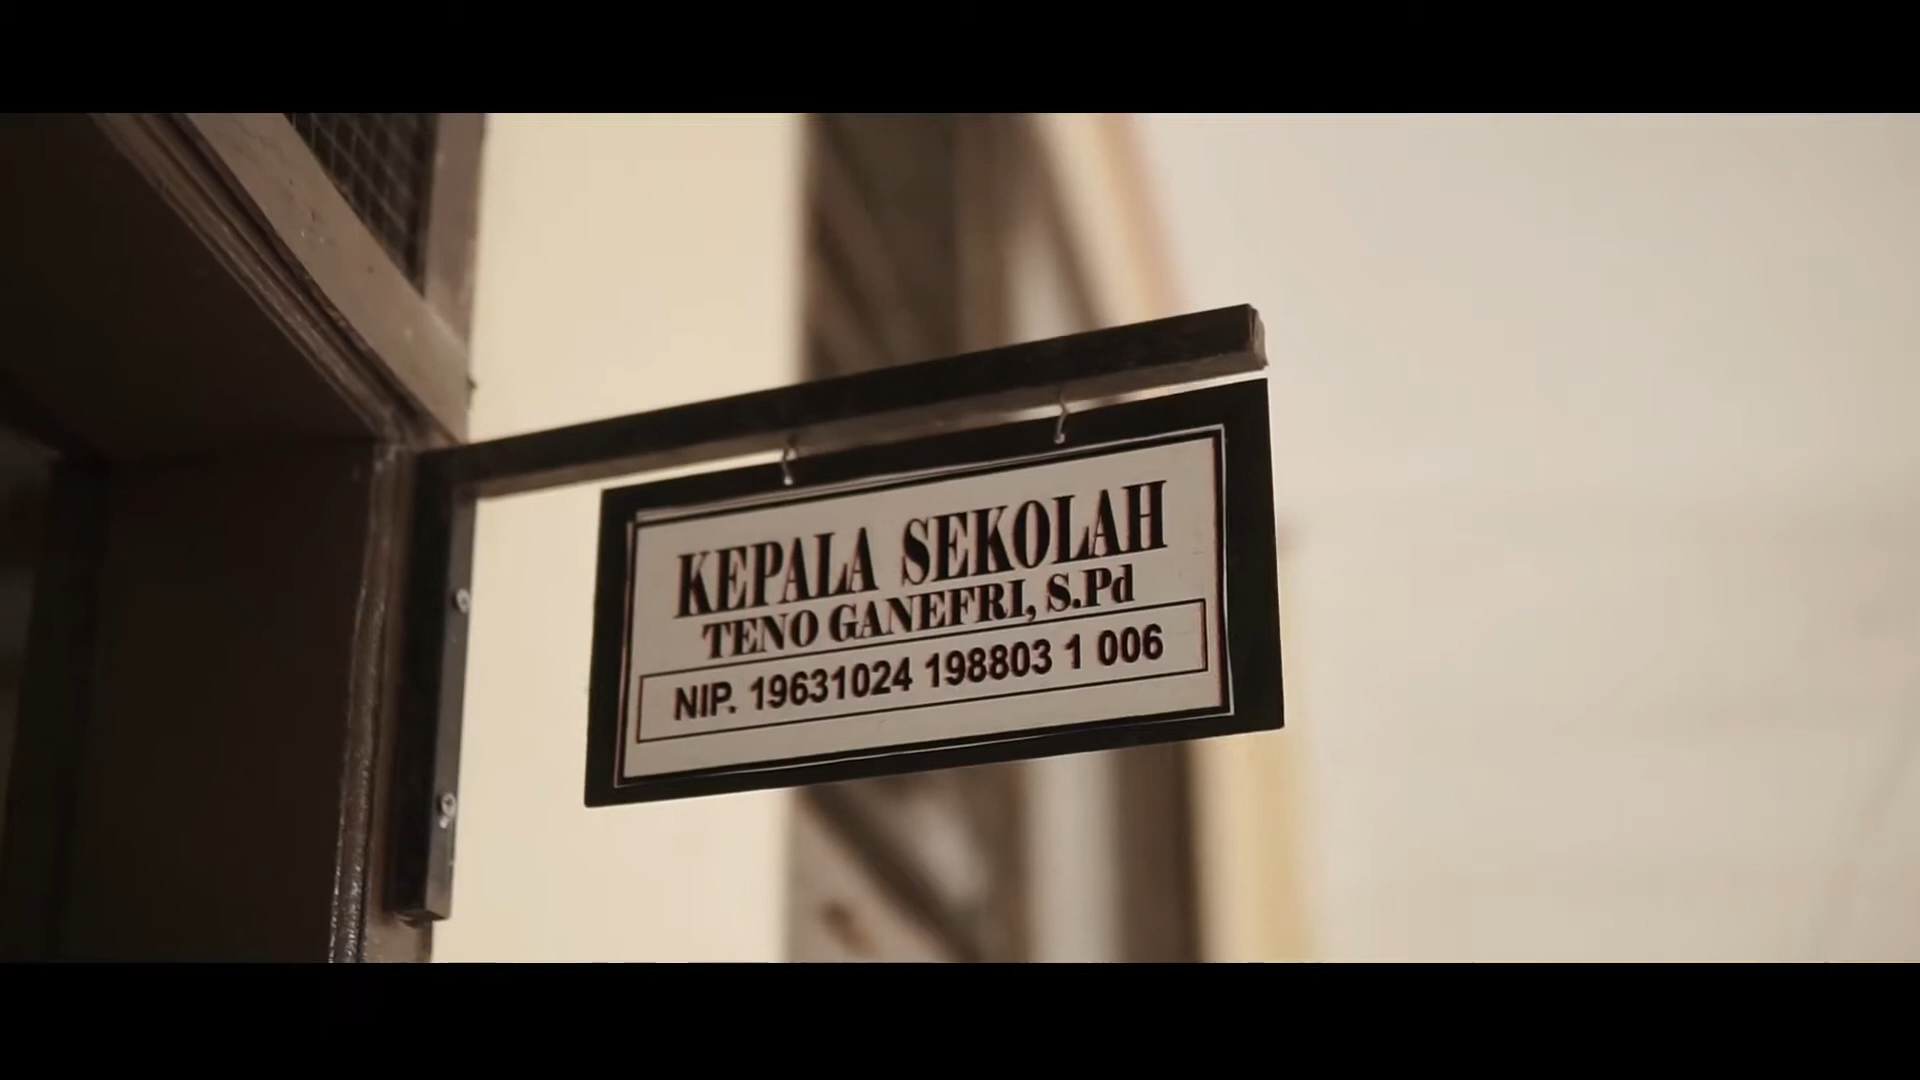 KEPALA SEKOLAH
TENO GANEFRI, S.Pd
NIP. 19631024 198803 1 006